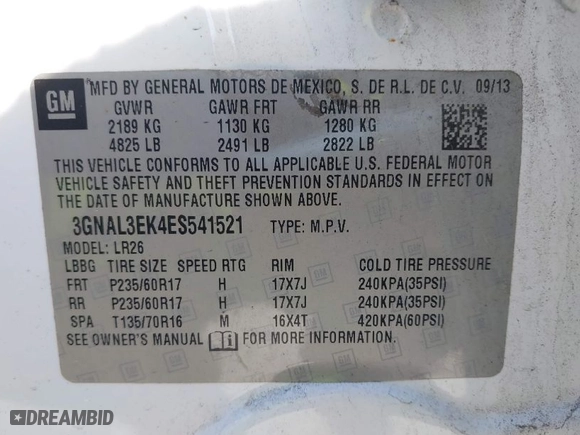 GM
MFD BY GENERAL MOTORS DE MEXICO, S. DE R.L. DE C.V. 09/13
GVWR GAWR FRT GAWR RR
2189 KG 1130 KG 1280 KG
4825 LB 2491 LB 2822 LB
THIS VEHICLE CONFORMS TO ALL APPLICABLE U.S. FEDERAL MOTOR
VEHICLE SAFETY AND THEFT PREVENTION STANDARDS IN EFFECT ON
THE DATE OF MANUFACTURE SHOWN ABOVE.
3GNAL3EK4ES541521 TYPE: M.P.V.
MODEL: LR26
LBBG TIRE SIZE SPEED RTG RIM COLD TIRE PRESSURE
FRT P235/60R17 H 17X7J 240KPA(35PSI)
RR P235/60R17 H 17X7J 240KPA(35PSI)
SPA T135/70R16 M 16X4T 420KPA(60PSI)
SEE OWNER'S MANUAL i FOR MORE INFORMATION.
DREAMBID